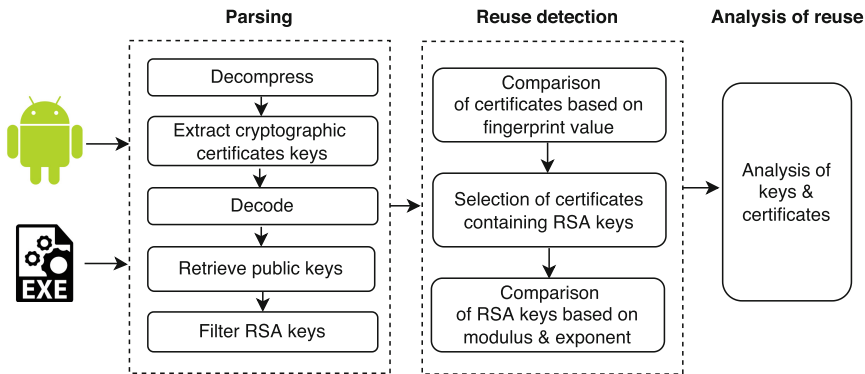 Parsing
Decompress
Extract cryptographic
certificates keys
Decode
Retrieve public keys
Filter RSA keys
EXE
Reuse detection
Comparison
of certificates based on
fingerprint value
Selection of certificates
containing RSA keys
Comparison
of RSA keys based on
modulus & exponent
Analysis of reuse
Analysis of
keys &
certificates